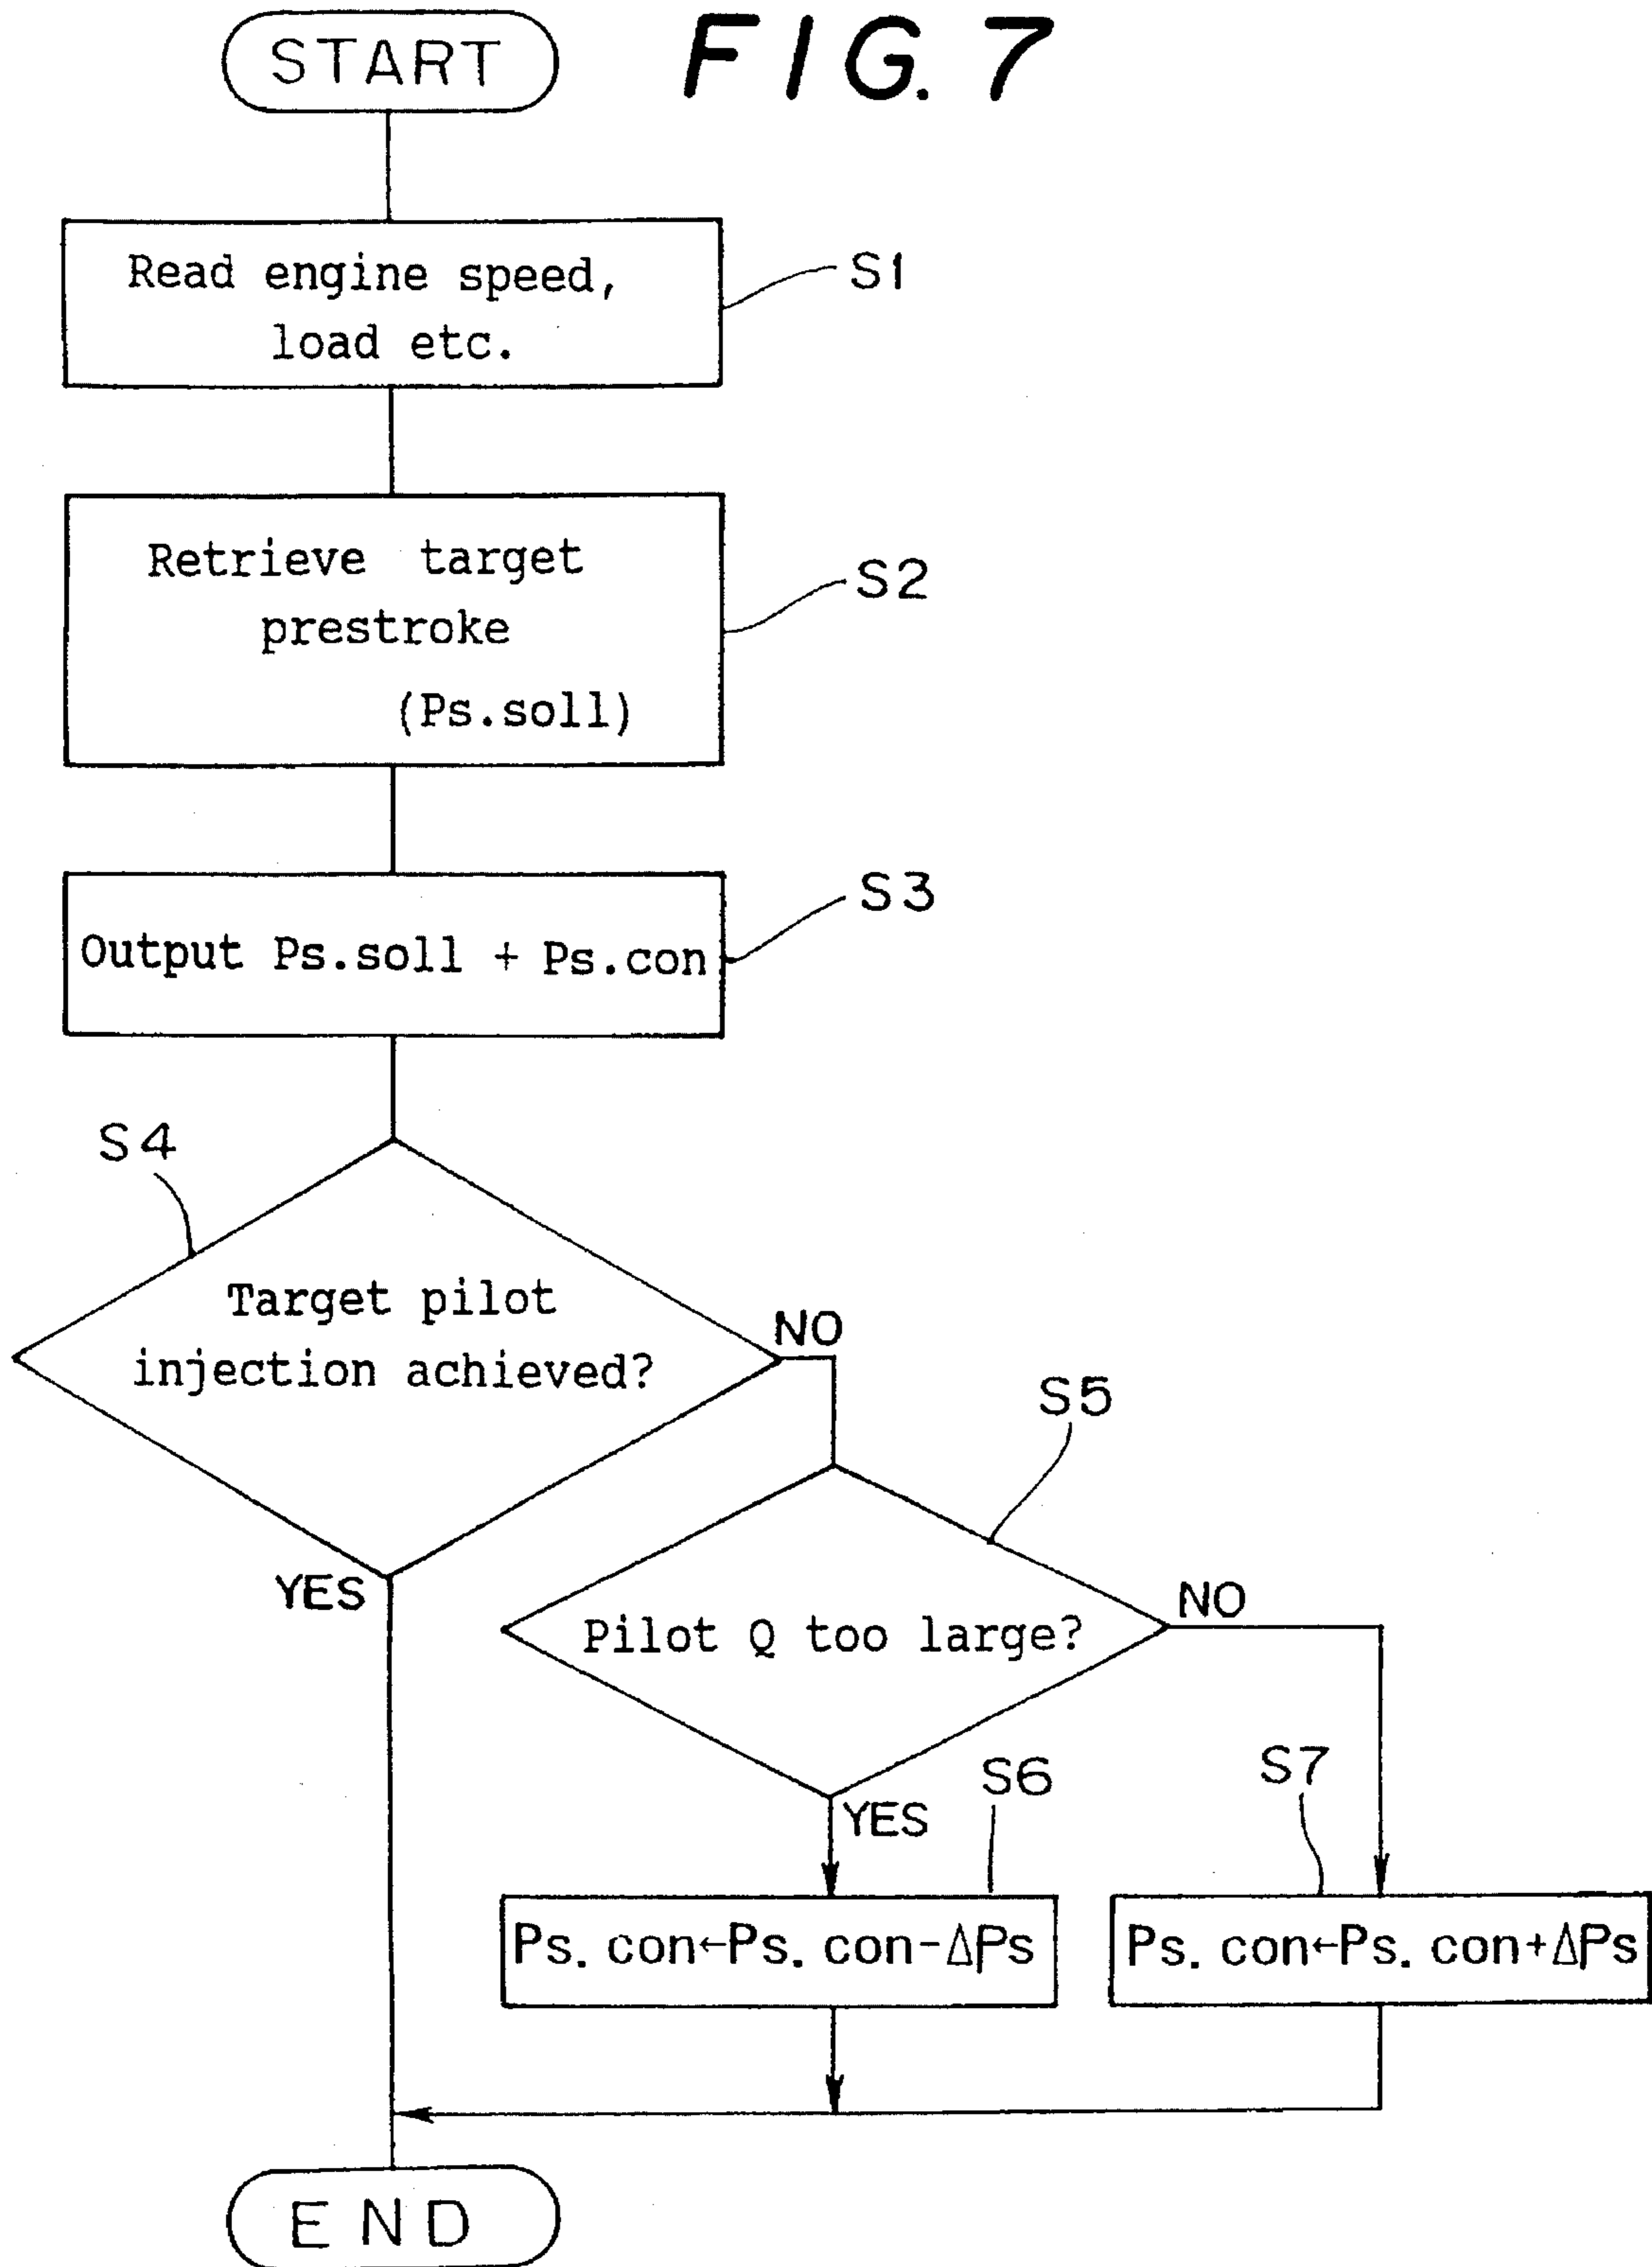 START
FIG. 7
Read engine speed,
load etc.
S1
Retrieve target
prestroke
(Ps.soll)
S2
Output Ps.soll + Ps.con
S3
S4
Target pilot
injection achieved?
NO
YES
S5
Pilot Q too large?
NO
YES
S6
Ps. con←Ps. con-ΔPs
S7
Ps. con←Ps. con+ΔPs
END